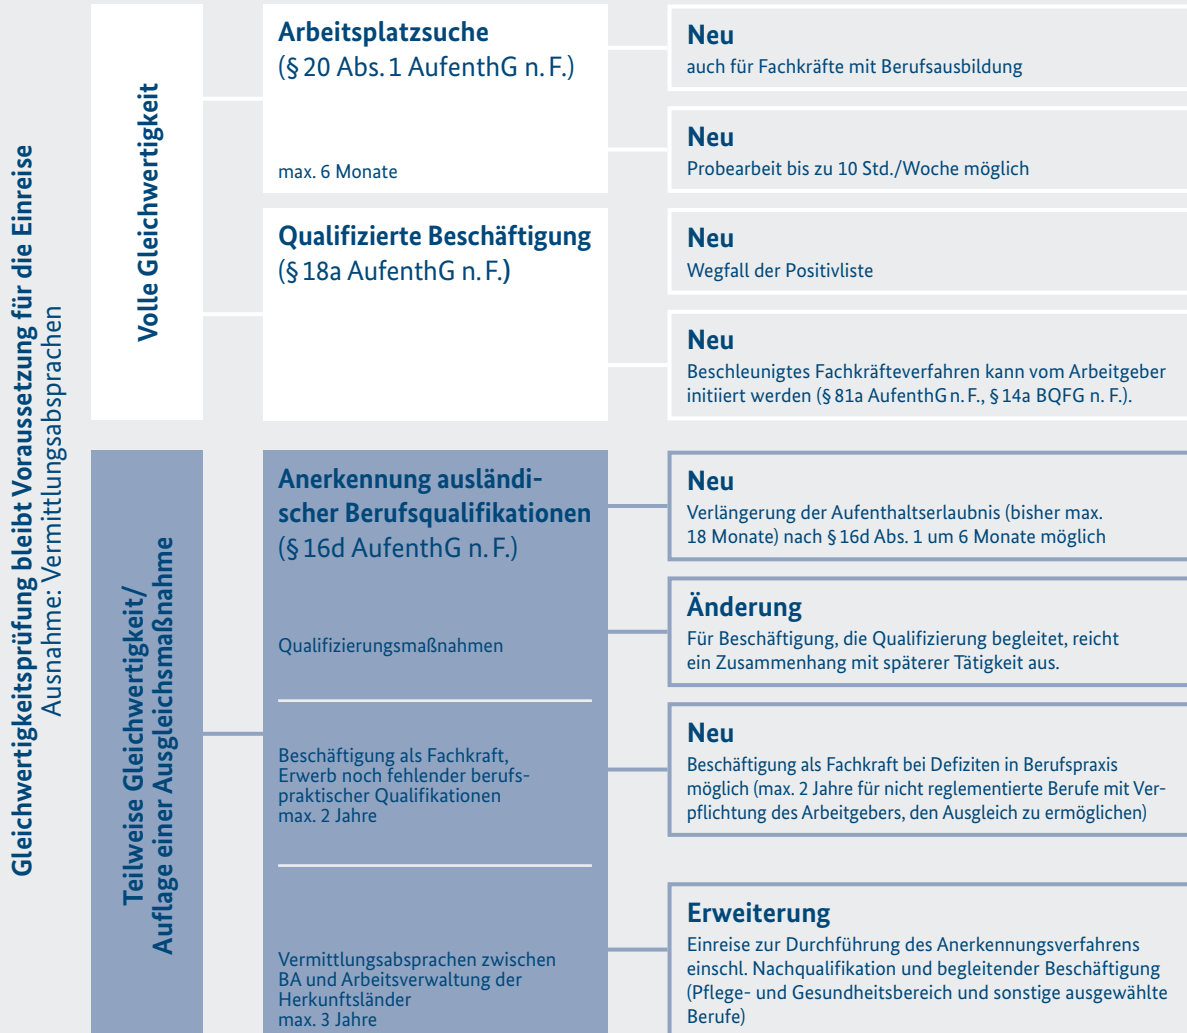 Gleichwertigkeitsprüfung bleibt Voraussetzung für die Einreise
Ausnahme: Vermittlungsabsprachen
Volle Gleichwertigkeit
Arbeitsplatzsuche
(§ 20 Abs. 1 AufenthG n. F.)
max. 6 Monate
Neu
auch für Fachkräfte mit Berufsausbildung
Neu
Probearbeit bis zu 10 Std./Woche möglich
Qualifizierte Beschäftigung
(§ 18a AufenthG n. F.)
Neu
Wegfall der Positivliste
Neu
Beschleunigtes Fachkräfteverfahren kann vom Arbeitgeber
initiiert werden (§ 81a AufenthG n. F., § 14a BQFG n. F.).
Teilweise Gleichwertigkeit/
Auflage einer Ausgleichsmaßnahme
Anerkennung ausländi-
scher Berufsqualifikationen
(§ 16d AufenthG n. F.)
Qualifizierungsmaßnahmen
Beschäftigung als Fachkraft,
Erwerb noch fehlender berufs-
praktischer Qualifikationen
max. 2 Jahre
Vermittlungsabsprachen zwischen
BA und Arbeitsverwaltung der
Herkunftsländer
max. 3 Jahre
Neu
Verlängerung der Aufenthaltserlaubnis (bisher max.
18 Monate) nach § 16d Abs. 1 um 6 Monate möglich
Änderung
Für Beschäftigung, die Qualifizierung begleitet, reicht
ein Zusammenhang mit späterer Tätigkeit aus.
Neu
Beschäftigung als Fachkraft bei Defiziten in Berufspraxis
möglich (max. 2 Jahre für nicht reglementierte Berufe mit Ver-
pflichtung des Arbeitgebers, den Ausgleich zu ermöglichen)
Erweiterung
Einreise zur Durchführung des Anerkennungsverfahrens
einschl. Nachqualifikation und begleitender Beschäftigung
(Pflege- und Gesundheitsbereich und sonstige ausgewählte
Berufe)